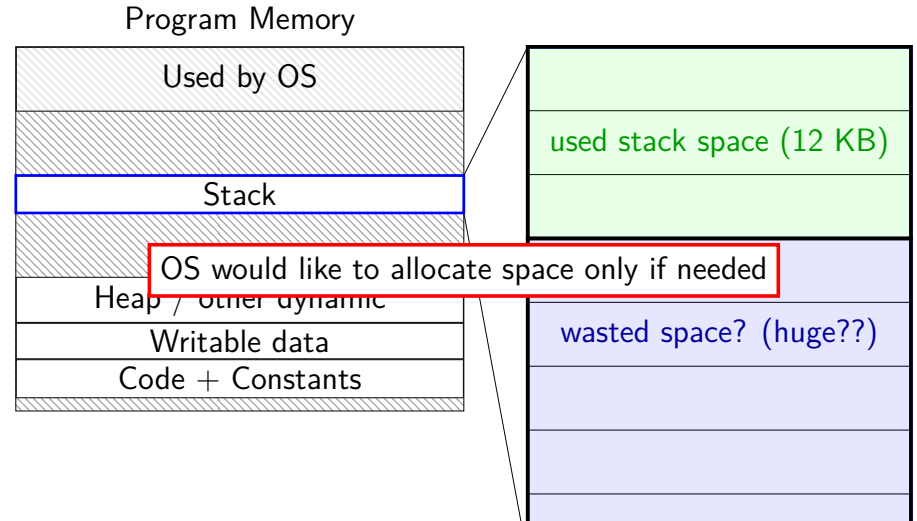 Program Memory
Used by OS
Stack
OS would like to allocate space only if needed
Heap / other dynamic
Writable data
Code + Constants
used stack space (12 KB)
wasted space? (huge??)